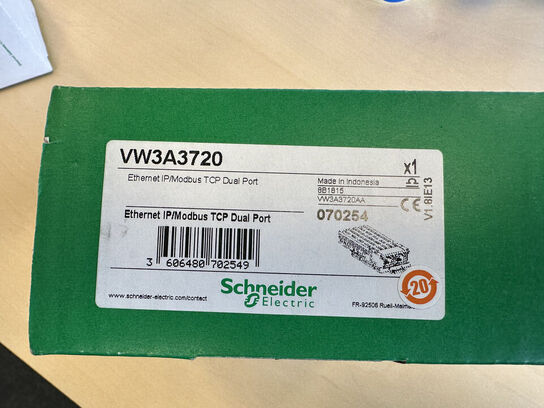 VW3A3720
x1
Ethernet IP/Modbus TCP Dual Port
Made in Indonesia
8B1815
VW3A3720AA
070254
CE
V1.8IE13
Ethernet IP/Modbus TCP Dual Port
3 606480 702549
Schneider
Electric
20
www.schneider-electric.com/contact
FR-92506 Rueil-Malmaison